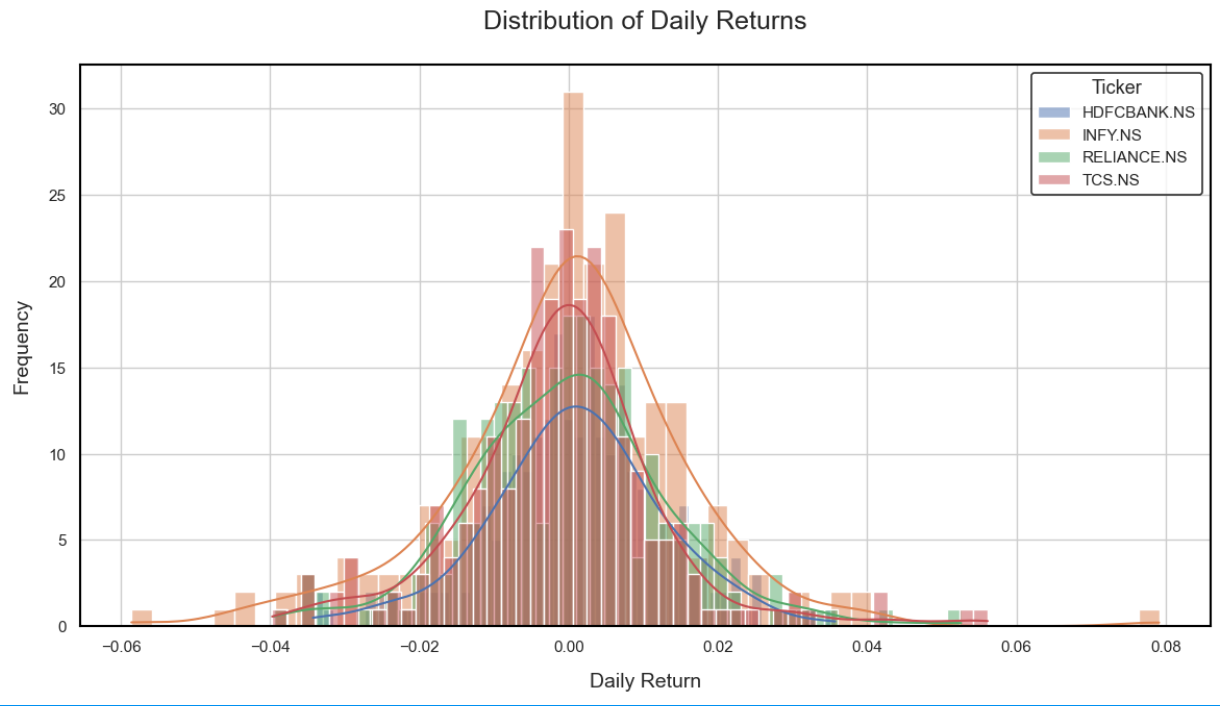 Distribution of Daily Returns
Ticker
HDFCBANK.NS
INFY.NS
RELIANCE.NS
TCS.NS
30
25
20
15
10
5
0
Frequency
−0.06 −0.04 −0.02 0.00 0.02 0.04 0.06 0.08
Daily Return